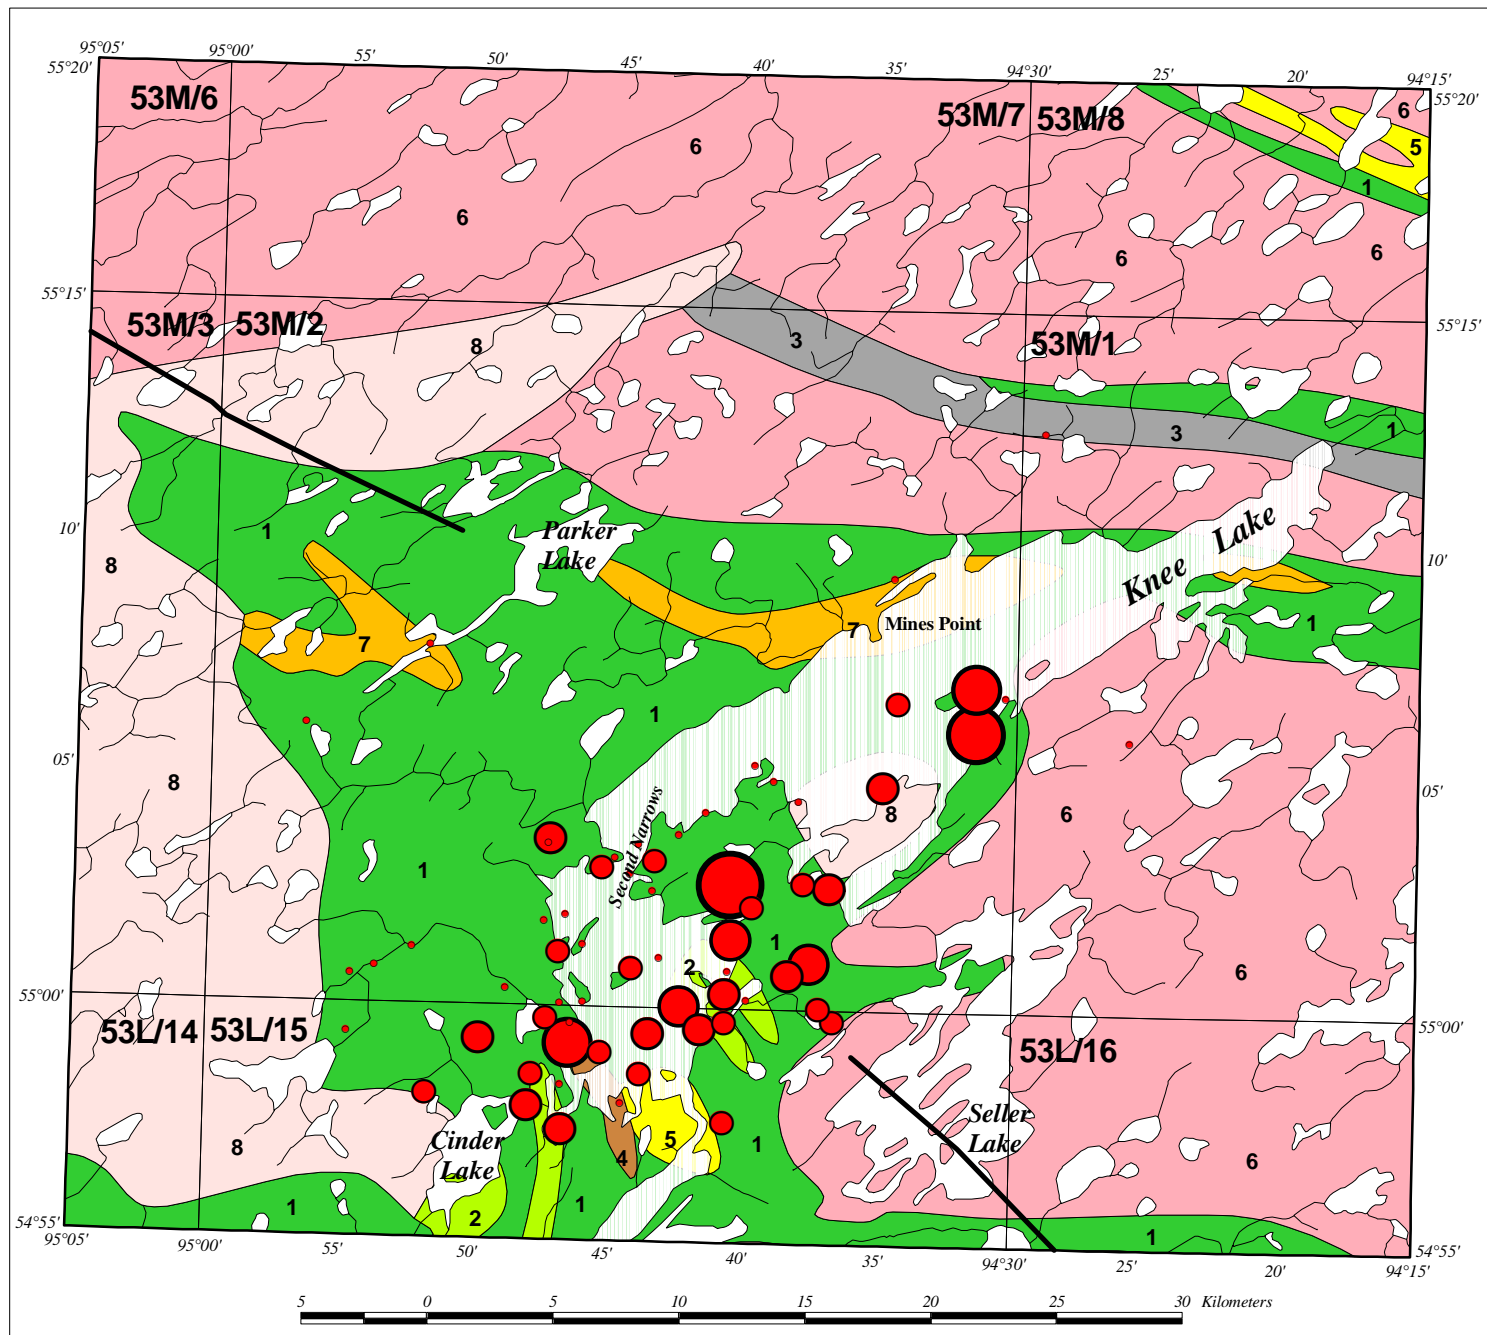 95°05' 95°00' 55' 50' 45' 40' 35' 94°30' 25' 20' 94°15'
55°20' 55°20'
53M/6 53M/7 53M/8
6 6 5
6 1
6 6 6
55°15' 55°15'
53M/3 53M/2 53M/1
8 3
3 1
10' 10'
1 8
Parker
Lake
Knee Lake
7 7 Mines Point 1
1
05' 05'
8 8 6
Second Narrows
1
1 2 6
55°00' 55°00'
53L/14 53L/15 53L/16
Cinder
Lake
Seller
Lake
8 4 5 1 6
1 2 1 1
54°55' 54°55'
95°05' 95°00' 55' 50' 45' 40' 35' 94°30' 25' 20' 94°15'
5 0 5 10 15 20 25 30 Kilometers